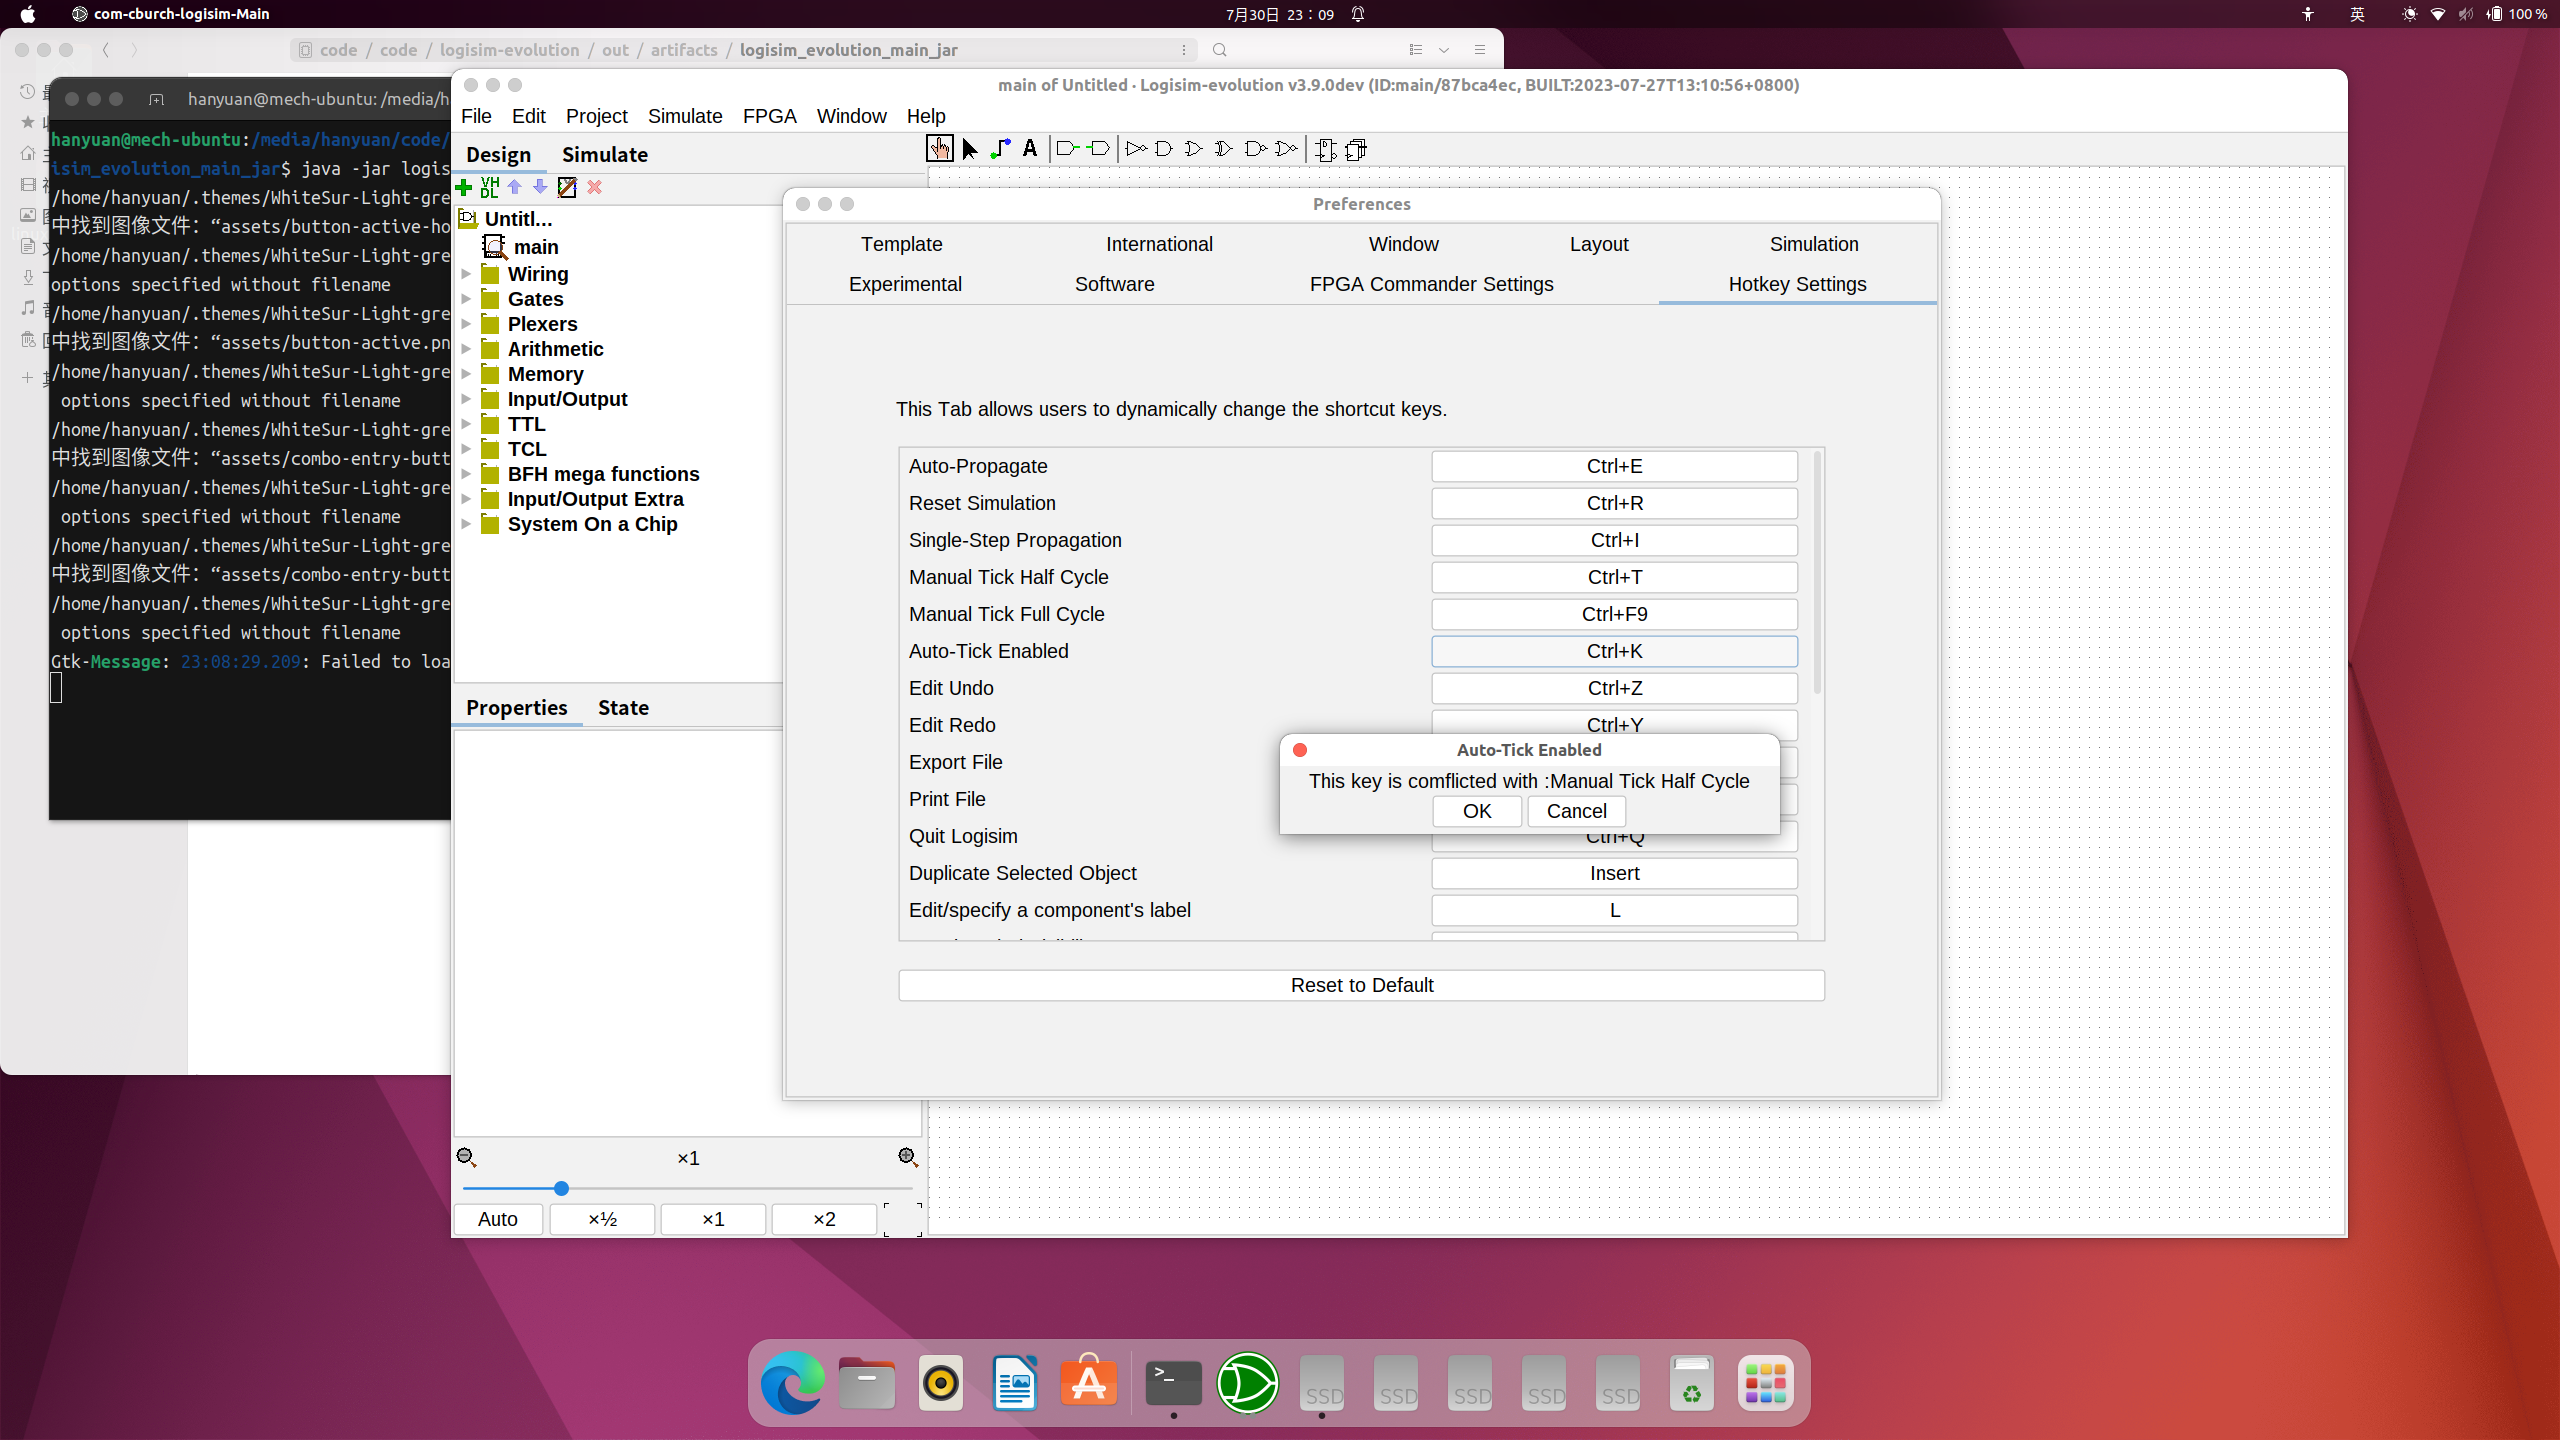 com-cburch-logisim-Main
7月30日 23：09
英
100 %
code / code / logisim-evolution / out / artifacts / logisim_evolution_main_jar
hanyuan@mech-ubuntu: /media/h
hanyuan@mech-ubuntu:/media/hanyuan/code/
isim_evolution_main_jar$ java -jar logis
/home/hanyuan/.themes/WhiteSur-Light-gre
中找到图像文件：“assets/button-active-ho
/home/hanyuan/.themes/WhiteSur-Light-gre
options specified without filename
/home/hanyuan/.themes/WhiteSur-Light-gre
中找到图像文件：“assets/button-active.pn
/home/hanyuan/.themes/WhiteSur-Light-gre
options specified without filename
/home/hanyuan/.themes/WhiteSur-Light-gre
中找到图像文件：“assets/combo-entry-butt
/home/hanyuan/.themes/WhiteSur-Light-gre
options specified without filename
/home/hanyuan/.themes/WhiteSur-Light-gre
中找到图像文件：“assets/combo-entry-butt
/home/hanyuan/.themes/WhiteSur-Light-gre
options specified without filename
Gtk-Message: 23:08:29.209: Failed to loa
main of Untitled · Logisim-evolution v3.9.0dev (ID:main/87bca4ec, BUILT:2023-07-27T13:10:56+0800)
File Edit Project Simulate FPGA Window Help
Design Simulate
VH
DL
A
Untitl...
main
Wiring
Gates
Plexers
Arithmetic
Memory
Input/Output
TTL
TCL
BFH mega functions
Input/Output Extra
System On a Chip
Properties State
×1
Auto ×½ ×1 ×2
Preferences
Template International Window Layout Simulation
Experimental Software FPGA Commander Settings Hotkey Settings
This Tab allows users to dynamically change the shortcut keys.
Auto-Propagate Ctrl+E
Reset Simulation Ctrl+R
Single-Step Propagation Ctrl+I
Manual Tick Half Cycle Ctrl+T
Manual Tick Full Cycle Ctrl+F9
Auto-Tick Enabled Ctrl+K
Edit Undo Ctrl+Z
Edit Redo Ctrl+Y
Export File
Print File
Quit Logisim Ctrl+Q
Duplicate Selected Object Insert
Edit/specify a component's label L
Reset to Default
Auto-Tick Enabled
This key is comflicted with :Manual Tick Half Cycle
OK Cancel
>_
SSD SSD SSD SSD SSD